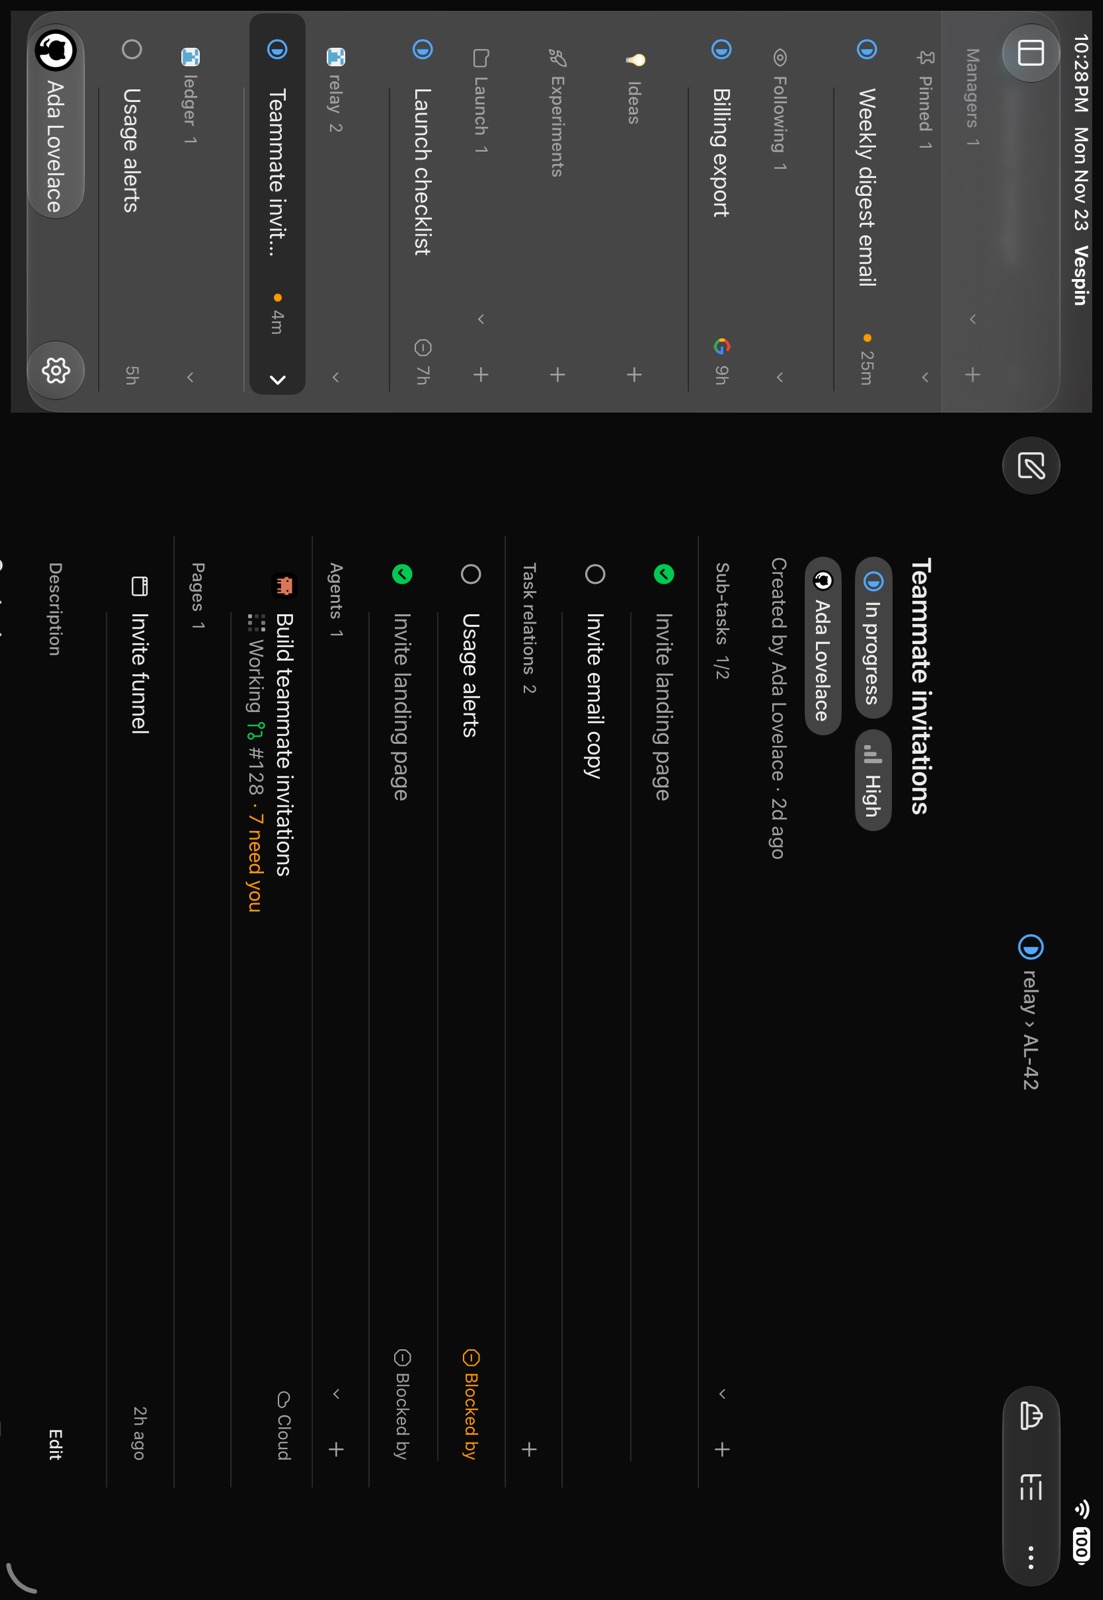 10:28 PM Mon Nov 23 Vespin
100
Managers 1
Pinned 1
Weekly digest email 25m
Following 1
Billing export 9h
Ideas
Experiments
Launch 1
Launch checklist 7h
relay 2
Teammate invit... 4m
ledger 1
Usage alerts 5h
Ada Lovelace
relay › AL-42
Teammate invitations
In progress High
Ada Lovelace
Created by Ada Lovelace · 2d ago
Sub-tasks 1/2
Invite landing page
Invite email copy
Task relations 2
Usage alerts Blocked by
Invite landing page Blocked by
Agents 1
Build teammate invitations Cloud
Working #128 · 7 need you
Pages 1
Invite funnel 2h ago
Description Edit